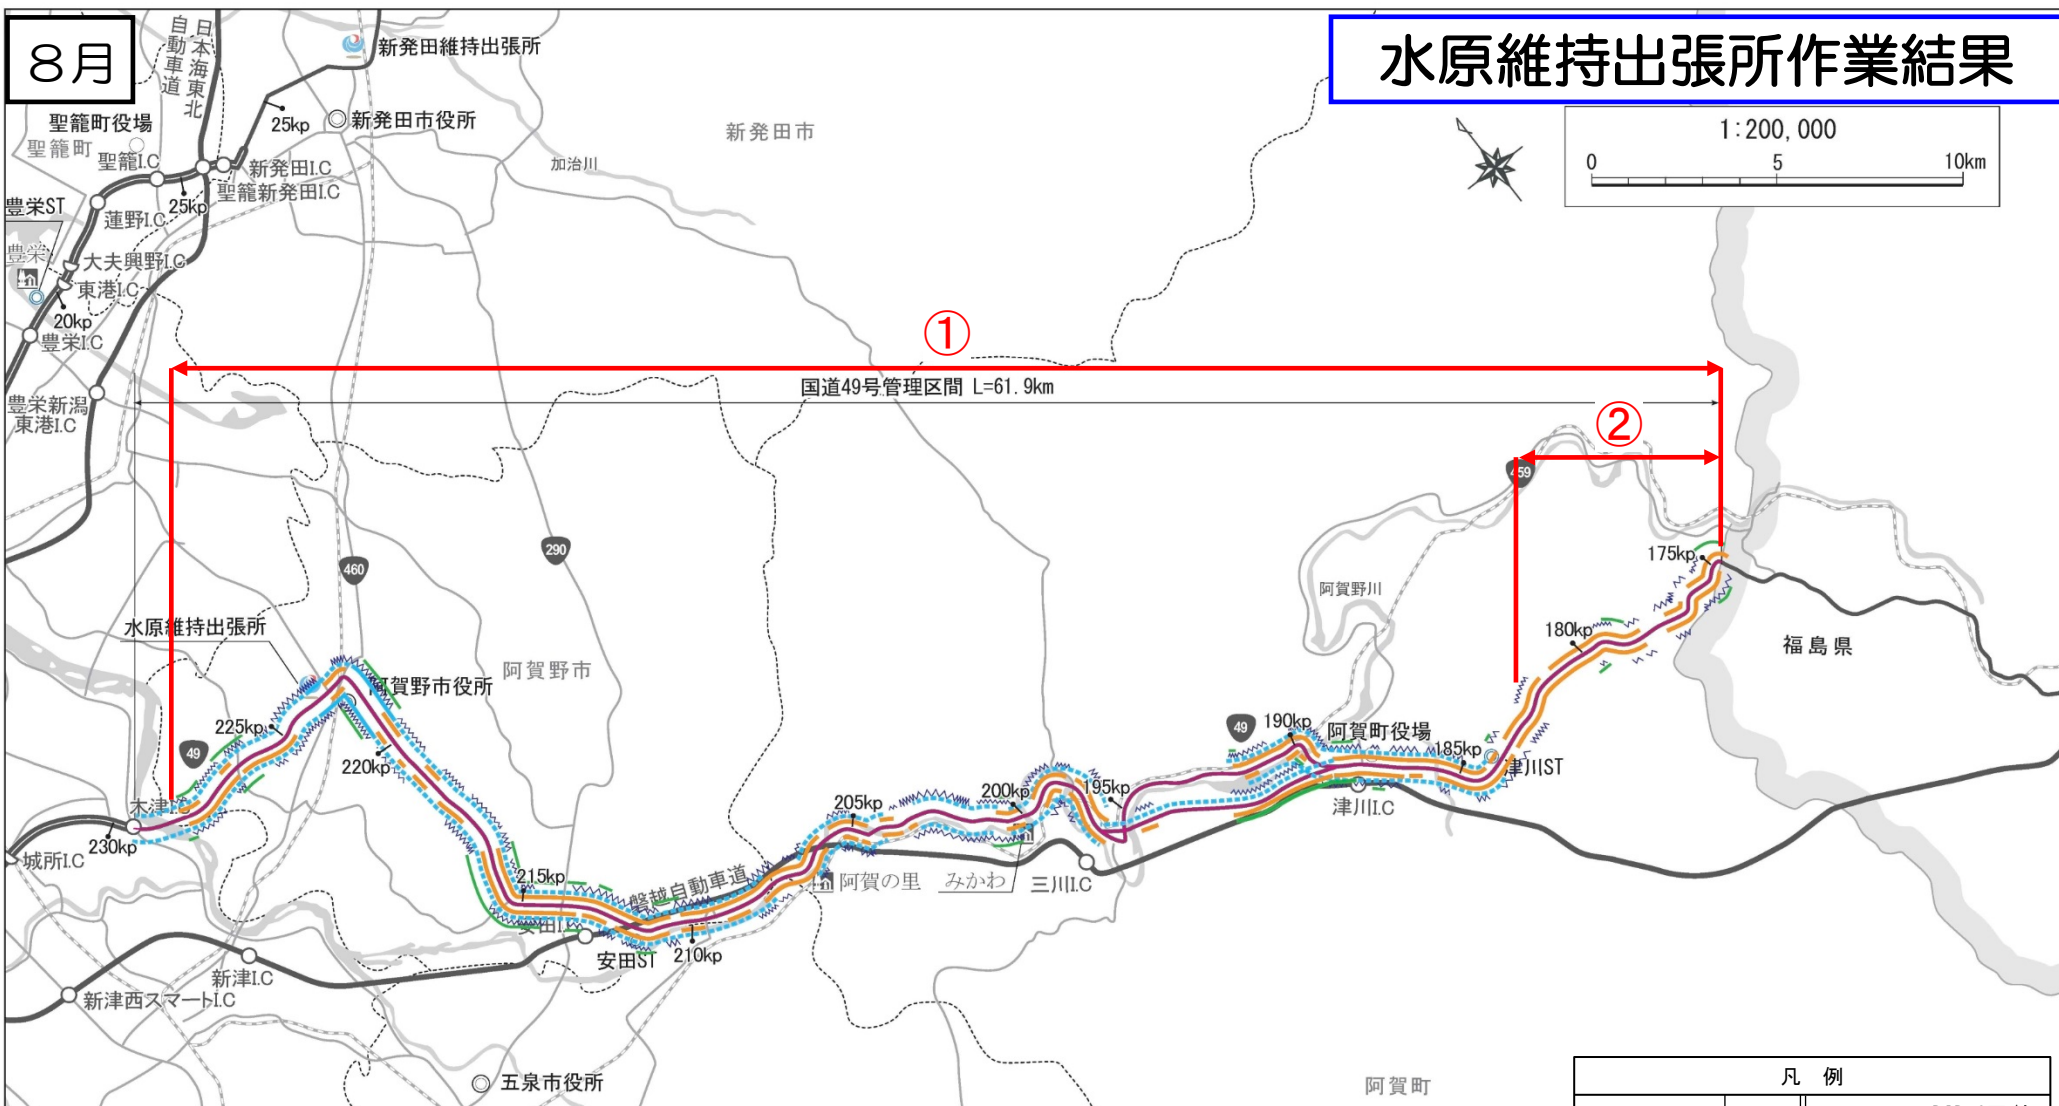 8月
水原維持出張所作業結果
1:200,000
0 5 10km
日本海東北
自動車道
新発田維持出張所
25kp
新発田市役所
新発田市
加治川
聖籠町役場
聖籠町
聖籠I.C
新発田I.C
聖籠新発田I.C
25kp
蓮野I.C
豊栄ST
豊栄
大夫興野I.C
東港I.C
20kp
豊栄I.C
豊栄新潟
東港I.C
①
国道49号管理区間 L=61.9km
②
459
290
460
175kp
阿賀野川
180kp
福島県
水原維持出張所
阿賀野市
阿賀野市役所
225kp
49
220kp
49
190kp
阿賀町役場
185kp
津川ST
津川I.C
木津I.C
230kp
城所I.C
205kp
200kp
195kp
215kp
磐越自動車道
阿賀の里 みかわ
三川I.C
安田I.C
安田ST
210kp
新津I.C
新津西スマートI.C
五泉市役所
阿賀町
凡 例